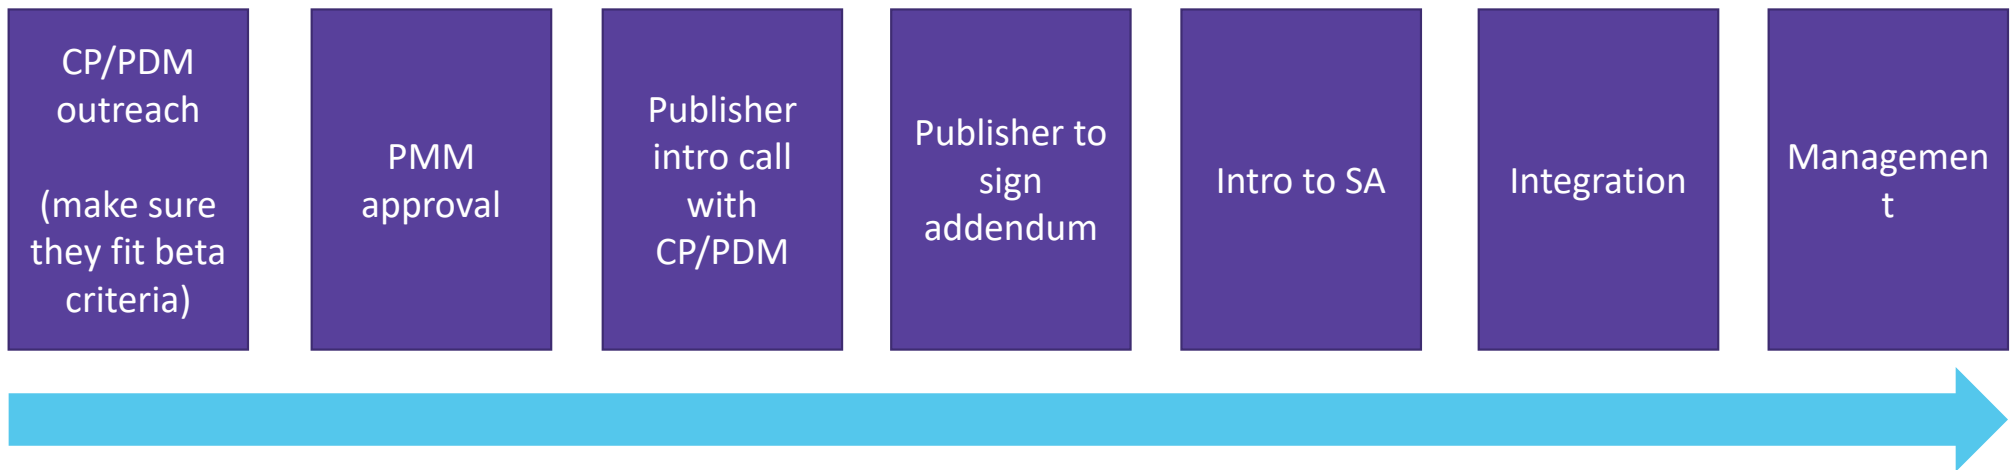 CP/PDM
outreach
(make sure
they fit beta
criteria)
PMM
approval
Publisher
intro call
with
CP/PDM
Publisher to
sign
addendum
Intro to SA
Integration
Managemen
t